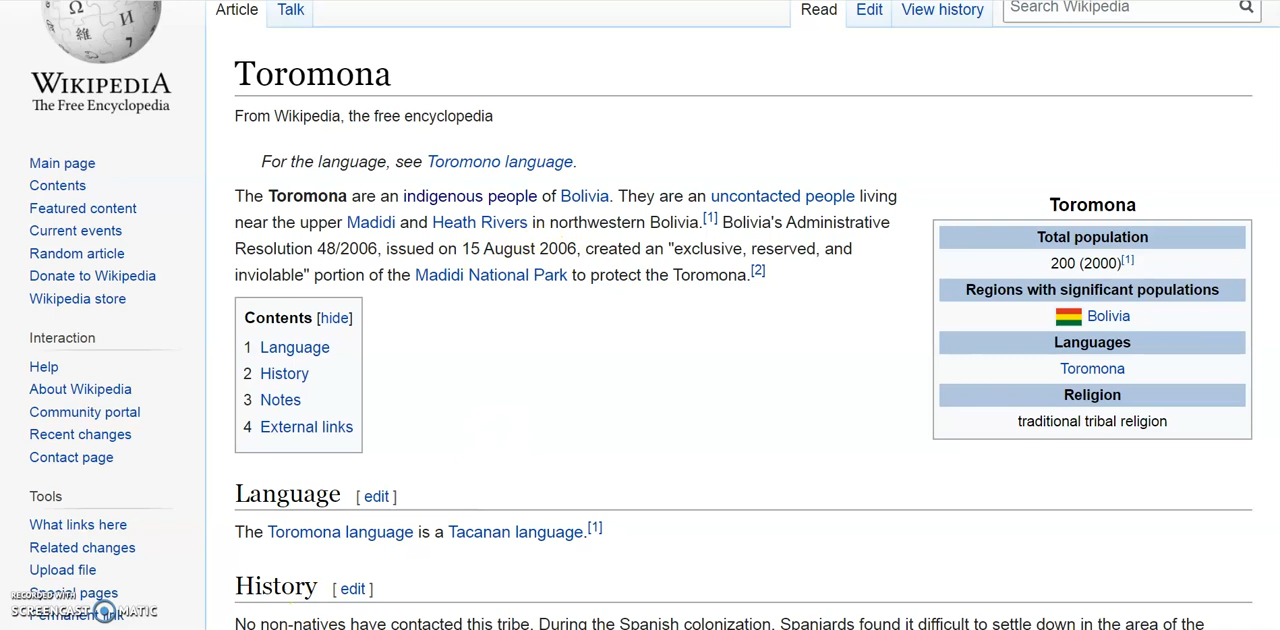 Article Talk Read Edit View history Search Wikipedia
WIKIPEDIA
The Free Encyclopedia
Main page
Contents
Featured content
Current events
Random article
Donate to Wikipedia
Wikipedia store
Interaction
Help
About Wikipedia
Community portal
Recent changes
Contact page
Tools
What links here
Related changes
Upload file
Special pages
Permanent link
RECORDED WITH
SCREENCAST MATIC
Toromona
From Wikipedia, the free encyclopedia
For the language, see Toromono language.
The Toromona are an indigenous people of Bolivia. They are an uncontacted people living
near the upper Madidi and Heath Rivers in northwestern Bolivia.[1] Bolivia's Administrative
Resolution 48/2006, issued on 15 August 2006, created an "exclusive, reserved, and
inviolable" portion of the Madidi National Park to protect the Toromona.[2]
Toromona
Total population
200 (2000)[1]
Regions with significant populations
Bolivia
Languages
Toromona
Religion
traditional tribal religion
Contents [hide]
1 Language
2 History
3 Notes
4 External links
Language [ edit ]
The Toromona language is a Tacanan language.[1]
History [ edit ]
No non-natives have contacted this tribe. During the Spanish colonization, Spaniards found it difficult to settle down in the area of the